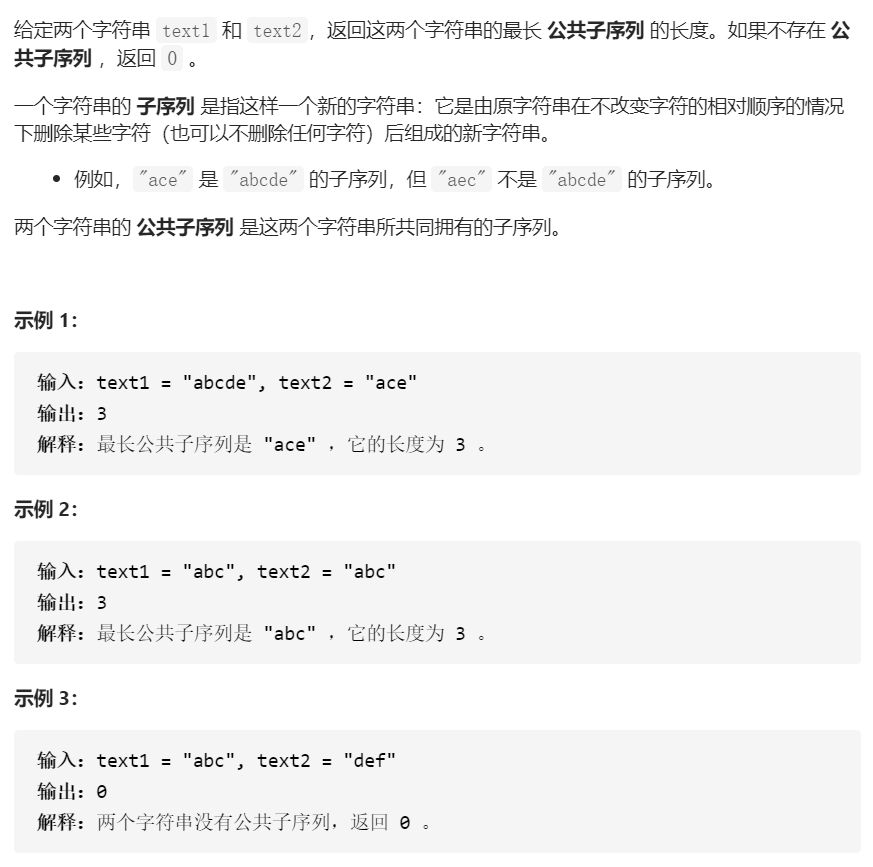 给定两个字符串 text1 和 text2，返回这两个字符串的最长 公共子序列 的长度。如果不存在 公
共子序列 ，返回 0 。
一个字符串的 子序列 是指这样一个新的字符串：它是由原字符串在不改变字符的相对顺序的情况
下删除某些字符（也可以不删除任何字符）后组成的新字符串。
• 例如，"ace" 是 "abcde" 的子序列，但 "aec" 不是 "abcde" 的子序列。
两个字符串的 公共子序列 是这两个字符串所共同拥有的子序列。
示例 1：
输入：text1 = "abcde", text2 = "ace"
输出：3
解释：最长公共子序列是 "ace" ，它的长度为 3 。
示例 2：
输入：text1 = "abc", text2 = "abc"
输出：3
解释：最长公共子序列是 "abc" ，它的长度为 3 。
示例 3：
输入：text1 = "abc", text2 = "def"
输出：0
解释：两个字符串没有公共子序列，返回 0 。